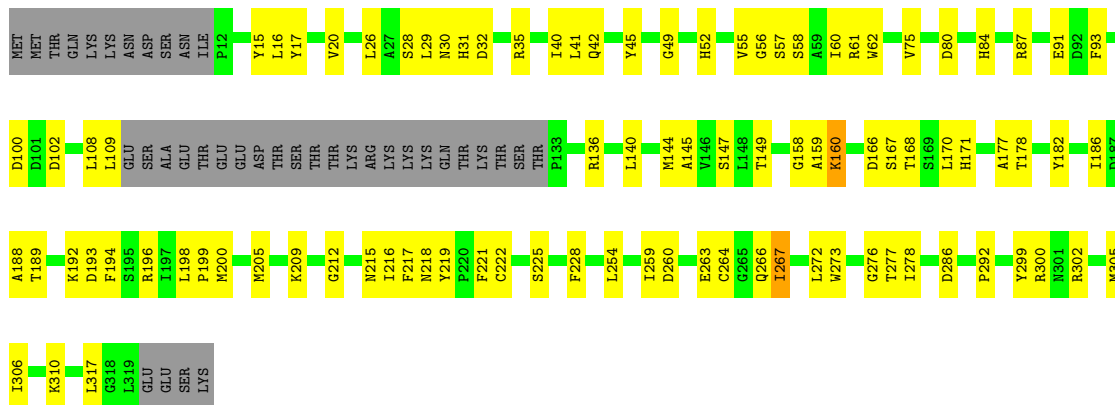 MET MET THR GLN LYS LYS ASN ASP SER ASN ILE P12 Y15 L16 Y17 V20 L26 A27 S28 L29 N30 H31 D32 R35 I40 L41 Q42 Y45 G49 H52 V55 G56 S57 S58 A59 I60 R61 W62 V75 D80 H84 R87 E91 D92 F93
D100 D101 D102 L108 L109 GLU SER ALA GLU THR GLU GLU ASP THR SER THR THR LYS ARG LYS LYS LYS GLN THR LYS THR SER THR P133 R136 L140 M144 A145 V146 S147 L148 T149 G158 A159 K160 D166 S167 T168 S169 L170 H171 A177 T178 Y182 I186 D187
A188 T189 K192 D193 F194 S195 R196 I197 L198 P199 M200 M205 K209 G212 N215 I216 F217 N218 Y219 P220 F221 C222 S225 F228 L254 I259 D260 E263 C264 G265 Q266 I267 L272 W273 G276 T277 I278 D286 P292 Y299 R300 N301 R302 M305
I306 K310 L317 G318 L319 GLU GLU SER LYS